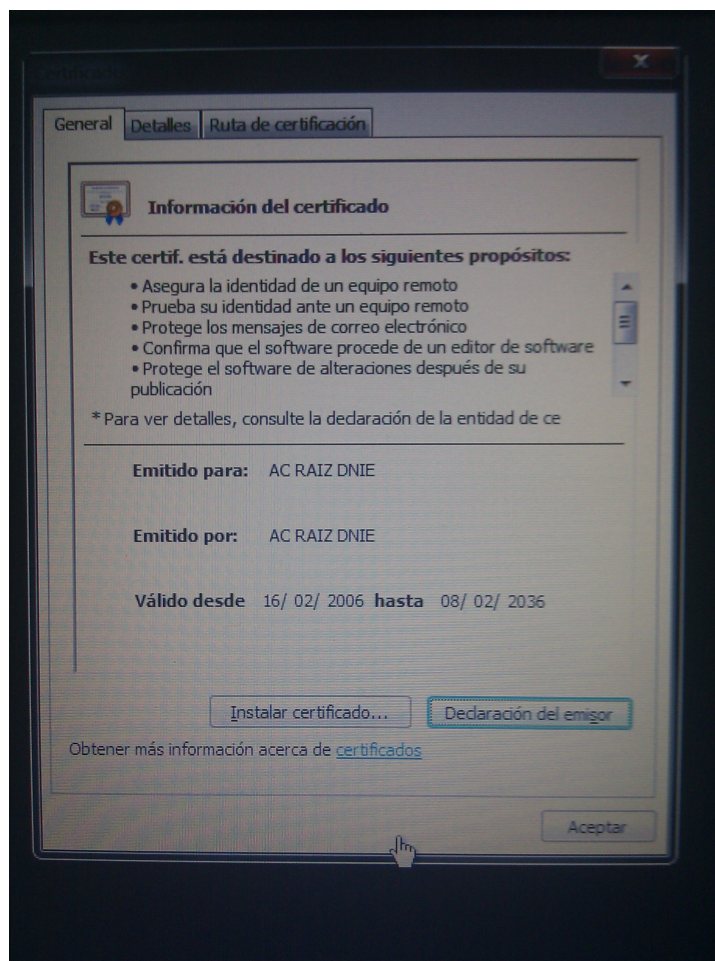 Certificado
General Detalles Ruta de certificación
Información del certificado
Este certif. está destinado a los siguientes propósitos:
• Asegura la identidad de un equipo remoto
• Prueba su identidad ante un equipo remoto
• Protege los mensajes de correo electrónico
• Confirma que el software procede de un editor de software
• Protege el software de alteraciones después de su
publicación
* Para ver detalles, consulte la declaración de la entidad de ce
Emitido para: AC RAIZ DNIE
Emitido por: AC RAIZ DNIE
Válido desde 16/ 02/ 2006 hasta 08/ 02/ 2036
Instalar certificado... Declaración del emisor
Obtener más información acerca de certificados
Aceptar